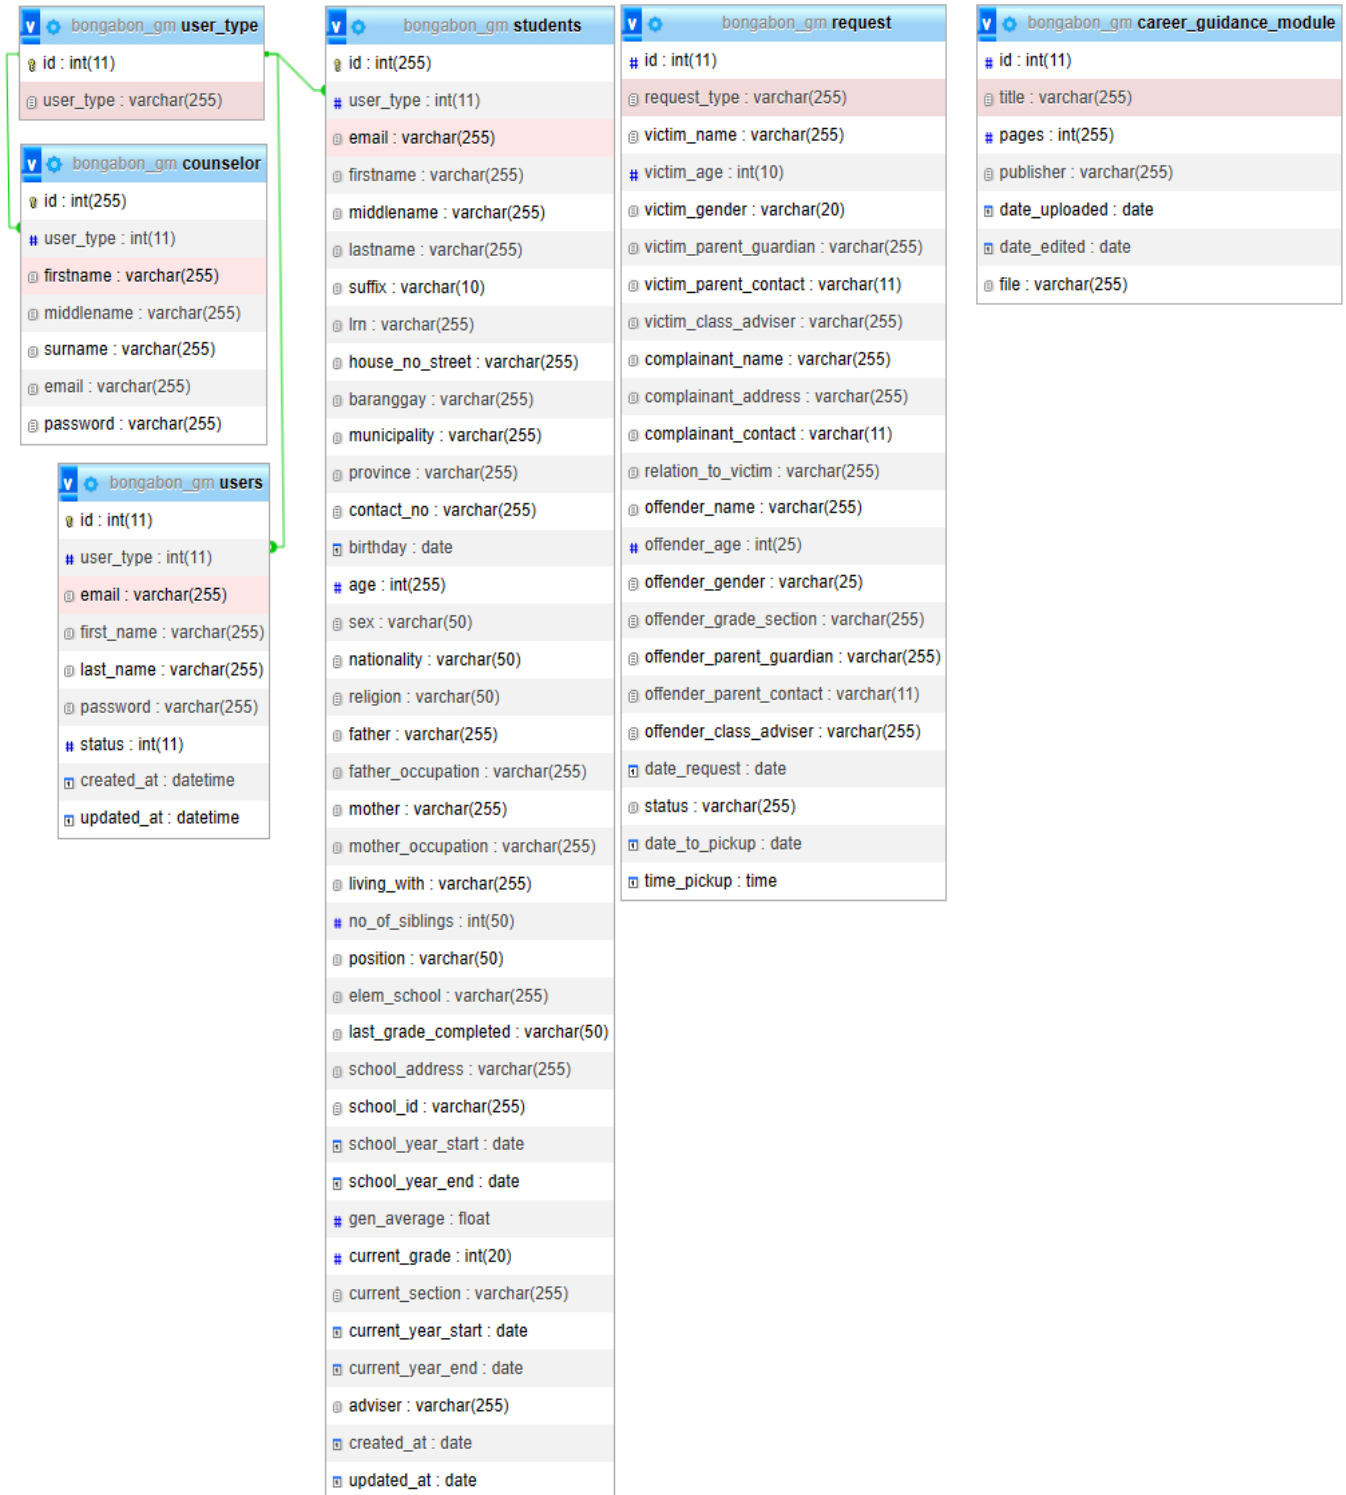 bongabon_gm user_type
id : int(11)
user_type : varchar(255)
bongabon_gm counselor
id : int(255)
user_type : int(11)
firstname : varchar(255)
middlename : varchar(255)
surname : varchar(255)
email : varchar(255)
password : varchar(255)
bongabon_gm users
id : int(11)
user_type : int(11)
email : varchar(255)
first_name : varchar(255)
last_name : varchar(255)
password : varchar(255)
status : int(11)
created_at : datetime
updated_at : datetime
bongabon_gm students
id : int(255)
user_type : int(11)
email : varchar(255)
firstname : varchar(255)
middlename : varchar(255)
lastname : varchar(255)
suffix : varchar(10)
lrn : varchar(255)
house_no_street : varchar(255)
baranggay : varchar(255)
municipality : varchar(255)
province : varchar(255)
contact_no : varchar(255)
birthday : date
age : int(255)
sex : varchar(50)
nationality : varchar(50)
religion : varchar(50)
father : varchar(255)
father_occupation : varchar(255)
mother : varchar(255)
mother_occupation : varchar(255)
living_with : varchar(255)
no_of_siblings : int(50)
position : varchar(50)
elem_school : varchar(255)
last_grade_completed : varchar(50)
school_address : varchar(255)
school_id : varchar(255)
school_year_start : date
school_year_end : date
gen_average : float
current_grade : int(20)
current_section : varchar(255)
current_year_start : date
current_year_end : date
adviser : varchar(255)
created_at : date
updated_at : date
bongabon_gm request
id : int(11)
request_type : varchar(255)
victim_name : varchar(255)
victim_age : int(10)
victim_gender : varchar(20)
victim_parent_guardian : varchar(255)
victim_parent_contact : varchar(11)
victim_class_adviser : varchar(255)
complainant_name : varchar(255)
complainant_address : varchar(255)
complainant_contact : varchar(11)
relation_to_victim : varchar(255)
offender_name : varchar(255)
offender_age : int(25)
offender_gender : varchar(25)
offender_grade_section : varchar(255)
offender_parent_guardian : varchar(255)
offender_parent_contact : varchar(11)
offender_class_adviser : varchar(255)
date_request : date
status : varchar(255)
date_to_pickup : date
time_pickup : time
bongabon_gm career_guidance_module
id : int(11)
title : varchar(255)
pages : int(255)
publisher : varchar(255)
date_uploaded : date
date_edited : date
file : varchar(255)